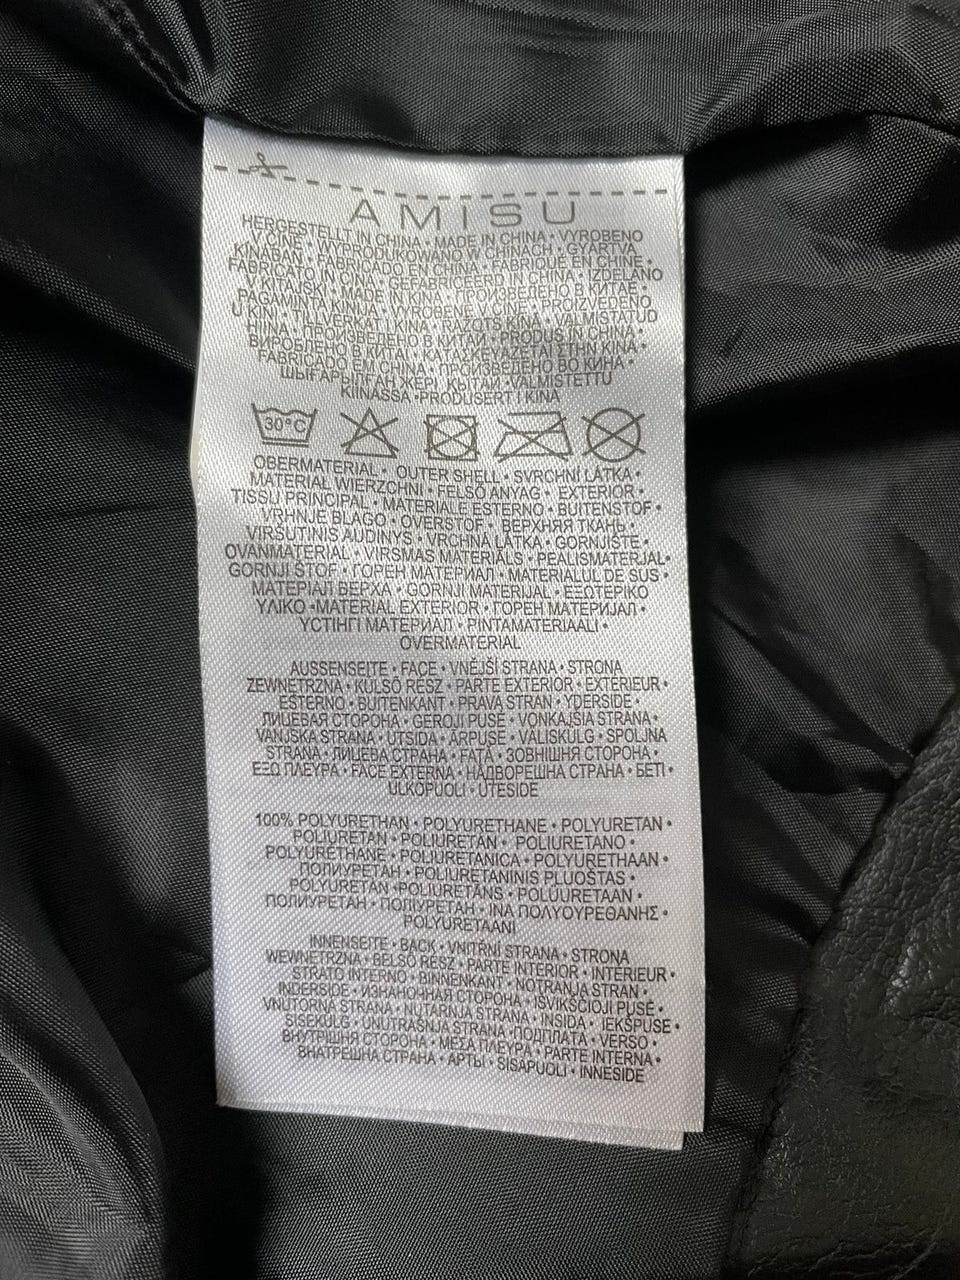 AMISU
HERGESTELLT IN CHINA • MADE IN CHINA • VYROBENO
V ČÍNĚ • WYPRODUKOWANO W CHINACH • GYÁRTVA
KÍNÁBAN • FABRICADO EN CHINA • FABRIQUÉ EN CHINE •
FABBRICATO IN CINA • GEFABRICEERD IN CHINA • IZDELANO
V KITAJSKI • MADE IN KINA • ПРОИЗВЕДЕНО В КИТАЕ •
PAGAMINTA KINIJA • VYROBENÉ V ČÍNE • PROIZVEDENO
U KINI • TILLVERKAT I KINA • RAŽOTS ĶĪNĀ • VALMISTATUD
HIINA • ПРОИЗВЕДЕНО В КИТАЙ • PRODUS IN CHINA •
ВИРОБЛЕНО В КИТАЇ • ΚΑΤΑΣΚΕΥΑΖΕΤΑΙ ΣΤΗΝ ΚΙΝΑ •
FABRICADO EM CHINA • ПРОИЗВЕДЕНО ВО КИНА •
ШЫҒАРЫЛҒАН ЖЕРІ ҚЫТАЙ • VALMISTETTU
KIINASSA • PRODUSERT I KINA
30°C
OBERMATERIAL • OUTER SHELL • SVRCHNÍ LÁTKA •
MATERIAŁ WIERZCHNI • FELSŐ ANYAG • EXTERIOR •
TISSU PRINCIPAL • MATERIALE ESTERNO • BUITENSTOF •
VRHNJE BLAGO • OVERSTOF • ВЕРХНЯЯ ТКАНЬ •
VIRŠUTINIS AUDINYS • VRCHNÁ LÁTKA • GORNJIŠTE •
OVANMATERIAL • VIRSMAS MATERIĀLS • PEALISMATERJAL •
GORNJI ŠTOF • ГОРЕН МАТЕРИАЛ • MATERIALUL DE SUS •
МАТЕРІАЛ ВЕРХА • GORNJI MATERIJAL • ΕΞΩΤΕΡΙΚΟ
ΥΛΙΚΟ • MATERIAL EXTERIOR • ГОРЕН МАТЕРИЈАЛ •
ҮСТІҢГІ МАТЕРИАЛ • PINTAMATERIAALI •
OVERMATERIAL
AUSSENSEITE • FACE • VNĚJŠÍ STRANA • STRONA
ZEWNĘTRZNA • KÜLSŐ RÉSZ • PARTE EXTERIOR • EXTÉRIEUR •
ESTERNO • BUITENKANT • PRAVA STRAN • YDERSIDE •
ЛИЦЕВАЯ СТОРОНА • GEROJI PUSĖ • VONKAJŠIA STRANA •
VANJSKA STRANA • UTSIDA • ĀRPUSE • VÄLISKÜLG • SPOLJNA
STRANA • ЛИЦЕВА СТРАНА • FAȚĂ • ЗОВНІШНЯ СТОРОНА •
ΕΞΩ ΠΛΕΥΡΑ • FACE EXTERNA • НАДВОРЕШНА СТРАНА • БЕТІ •
ULKOPUOLI • UTESIDE
100% POLYURETHAN • POLYURETHANE • POLYURETAN •
POLIURETAN • POLIURETÁN • POLIURETANO •
POLYURÉTHANE • POLIURETANICA • POLYURETHAAN •
ПОЛИУРЕТАН • POLIURETANINIS PLUOŠTAS •
POLYURETÁN • POLIURETĀNS • POLÜURETAAN •
ПОЛИУРЕТАН • ПОЛІУРЕТАН • ΙΝΑ ΠΟΛΥΟΥΡΕΘΑΝΗΣ •
POLYURETAANI
INNENSEITE • BACK • VNITŘNÍ STRANA • STRONA
WEWNĘTRZNA • BELSŐ RÉSZ • PARTE INTERIOR • INTÉRIEUR •
STRATO INTERNO • BINNENKANT • NOTRANJA STRAN •
INDERSIDE • ИЗНАНОЧНАЯ СТОРОНА • IŠVIKŠČIOJI PUSĖ •
VNÚTORNÁ STRANA • NUTARNJA STRANA • INSIDA • IEKŠPUSE •
SISEKÜLG • UNUTRAŠNJA STRANA • ПОДПЛАТА • VERSO •
ВНУТРІШНЯ СТОРОНА • ΜΕΣΑ ΠΛΕΥΡΑ • PARTE INTERNA •
ВНАТРЕШНА СТРАНА • АРТЫ • SISÄPUOLI • INNESIDE